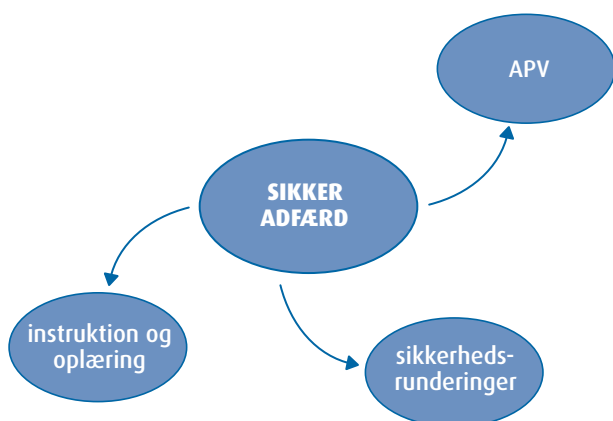 APV
SIKKER
ADFÆRD
instruktion og
oplæring
sikkerheds-
runderinger